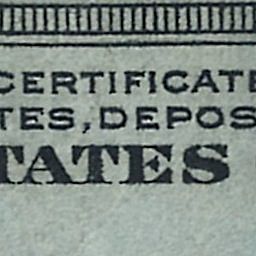 CERTIFICATE
TES, DEPOS
TATES